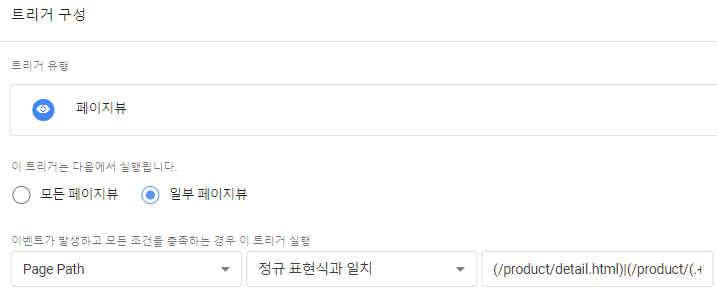 트리거 구성
트리거 유형
페이지뷰
이 트리거는 다음에서 실행됩니다.
모든 페이지뷰 일부 페이지뷰
이벤트가 발생하고 모든 조건을 충족하는 경우 이 트리거 실행
Page Path 정규 표현식과 일치 (/product/detail.html)|(/product/(.+